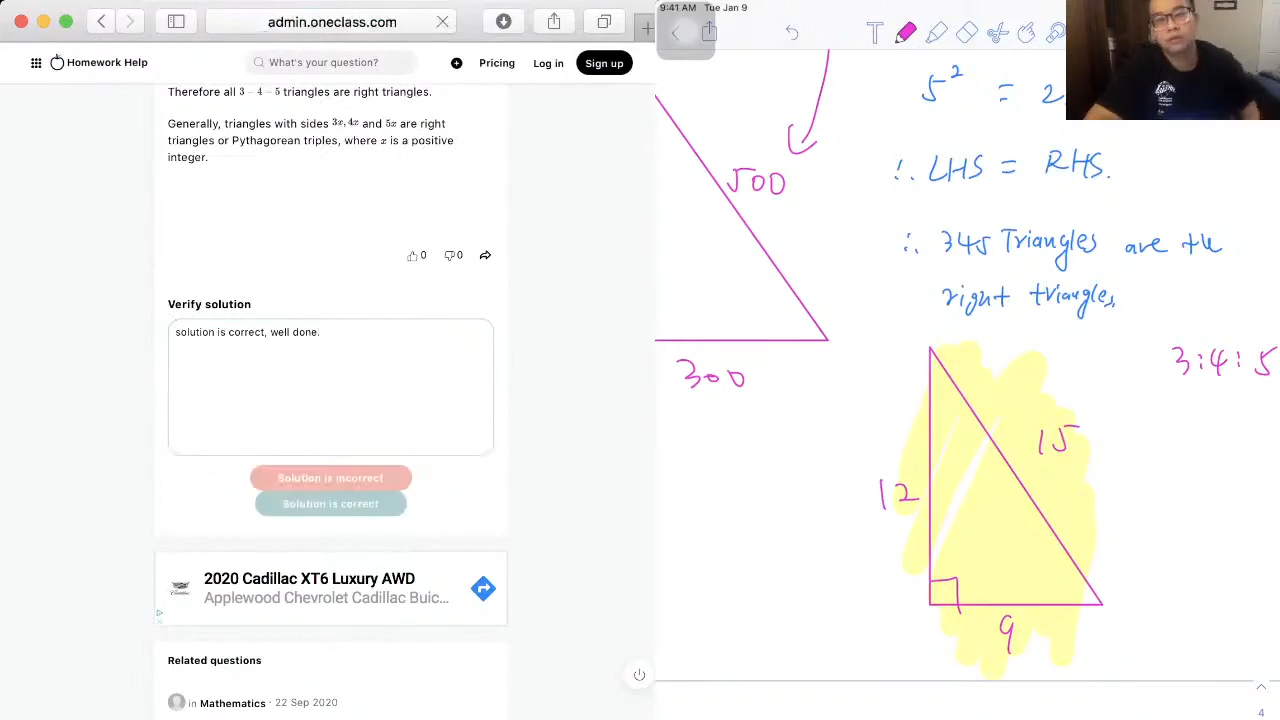 admin.oneclass.com
Homework Help
What's your question?
Pricing
Log in
Sign up
Therefore all 3 – 4 – 5 triangles are right triangles.
Generally, triangles with sides 3x, 4x and 5x are right
triangles or Pythagorean triples, where x is a positive
integer.
0
0
Verify solution
solution is correct, well done.
Solution is incorrect
Solution is correct
2020 Cadillac XT6 Luxury AWD
Applewood Chevrolet Cadillac Buic...
Related questions
in Mathematics · 22 Sep 2020
9:41 AM Tue Jan 9
T
5² = 2
∴ LHS = RHS.
500
∴ 345 Triangles are the
right triangles.
300
3:4:5
15
12
9
4